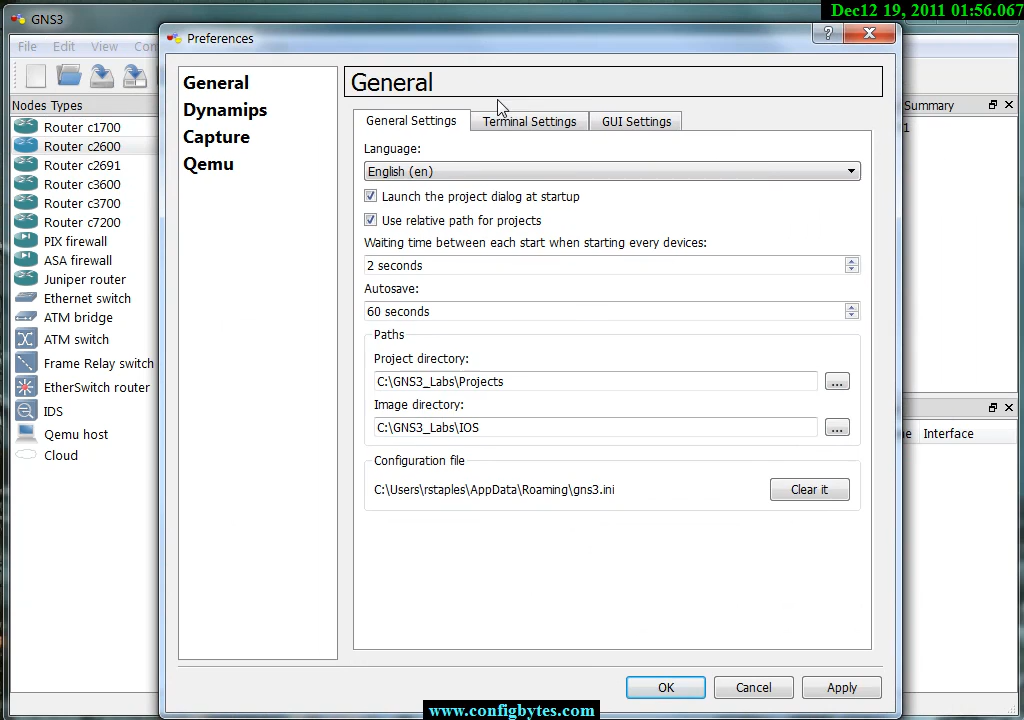 Dec12 19, 2011 01:56.067
GNS3
File Edit View
Preferences
?
Nodes Types
Router c1700
Router c2600
Router c2691
Router c3600
Router c3700
Router c7200
PIX firewall
ASA firewall
Juniper router
Ethernet switch
ATM bridge
ATM switch
Frame Relay switch
EtherSwitch router
IDS
Qemu host
Cloud
General
Dynamips
Capture
Qemu
General
General Settings
Terminal Settings
GUI Settings
Language:
English (en)
Launch the project dialog at startup
Use relative path for projects
Waiting time between each start when starting every devices:
2 seconds
Autosave:
60 seconds
Paths
Project directory:
C:\GNS3_Labs\Projects
...
Image directory:
C:\GNS3_Labs\IOS
...
Configuration file
C:\Users\rstaples\AppData\Roaming\gns3.ini
Clear it
OK
Cancel
Apply
Summary
1
Interface
www.configbytes.com